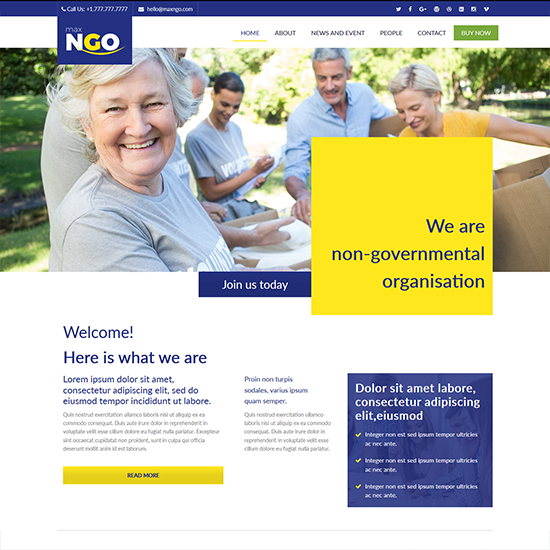 Call Us: +1.777.777.7777 hello@maxngo.com
max
NGO
HOME ABOUT NEWS AND EVENT PEOPLE CONTACT BUY NOW
VOLUNTEER
We are
non-governmental
organisation
Join us today
Welcome!
Here is what we are
Lorem ipsum dolor sit amet,
consectetur adipiscing elit, sed do
eiusmod tempor incididunt ut labore.
Quis nostrud exercitation ullamco laboris nisi ut aliquip ex ea
commodo consequat. Duis aute irure dolor in reprehenderit in
voluptate velit esse cillum dolore eu fugiat nulla pariatur. Excepteur
sint occaecat cupidatat non proident, sunt in culpa qui officia
deserunt mollit anim id est laborum.
READ MORE
Proin non turpis
sodales, varius ipsum
quam semper.
Quis nostrud exercitation
ullamco laboris nisi ut aliquip
ex ea commodo consequat.
Duis aute irure dolor eu fugiat
nulla pariatur.
Dolor sit amet labore,
consectetur adipiscing
elit,eiusmod
Integer non est sed ipsum tempor ultricies
ac nec ante.
Integer non est sed ipsum tempor ultricies
ac nec ante.
Integer non est sed ipsum tempor ultricies
ac nec ante.